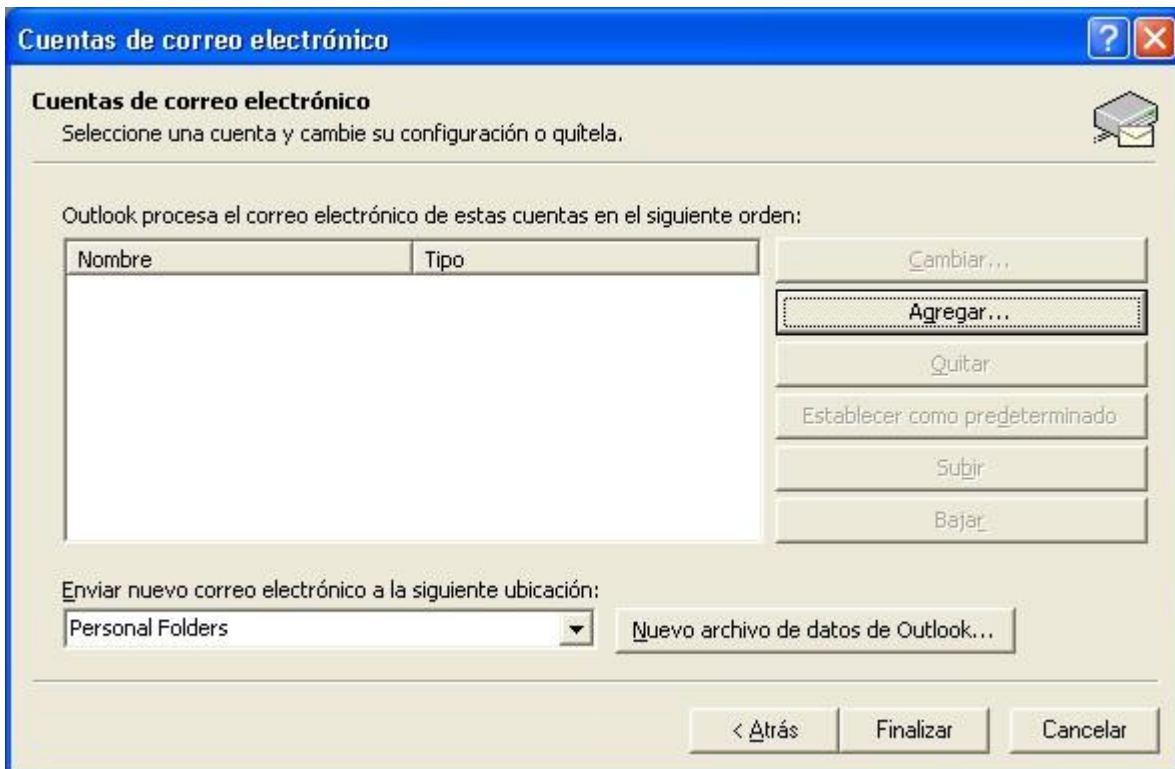 Cuentas de correo electrónico
Cuentas de correo electrónico
Seleccione una cuenta y cambie su configuración o quítela.
Outlook procesa el correo electrónico de estas cuentas en el siguiente orden:
Nombre Tipo
Cambiar...
Agregar...
Quitar
Establecer como predeterminado
Subir
Bajar
Enviar nuevo correo electrónico a la siguiente ubicación:
Personal Folders Nuevo archivo de datos de Outlook...
< Atrás Finalizar Cancelar